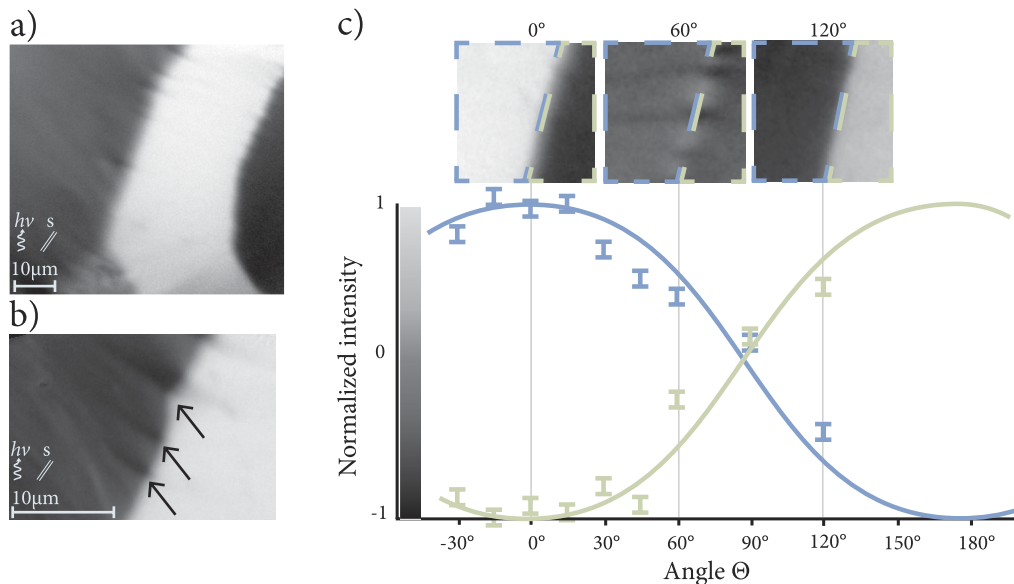 a)
hν s
10μm
b)
hν s
10μm
c)
0° 60° 120°
1
0
-1
Normalized intensity
-30° 0° 30° 60° 90° 120° 150° 180°
Angle Θ